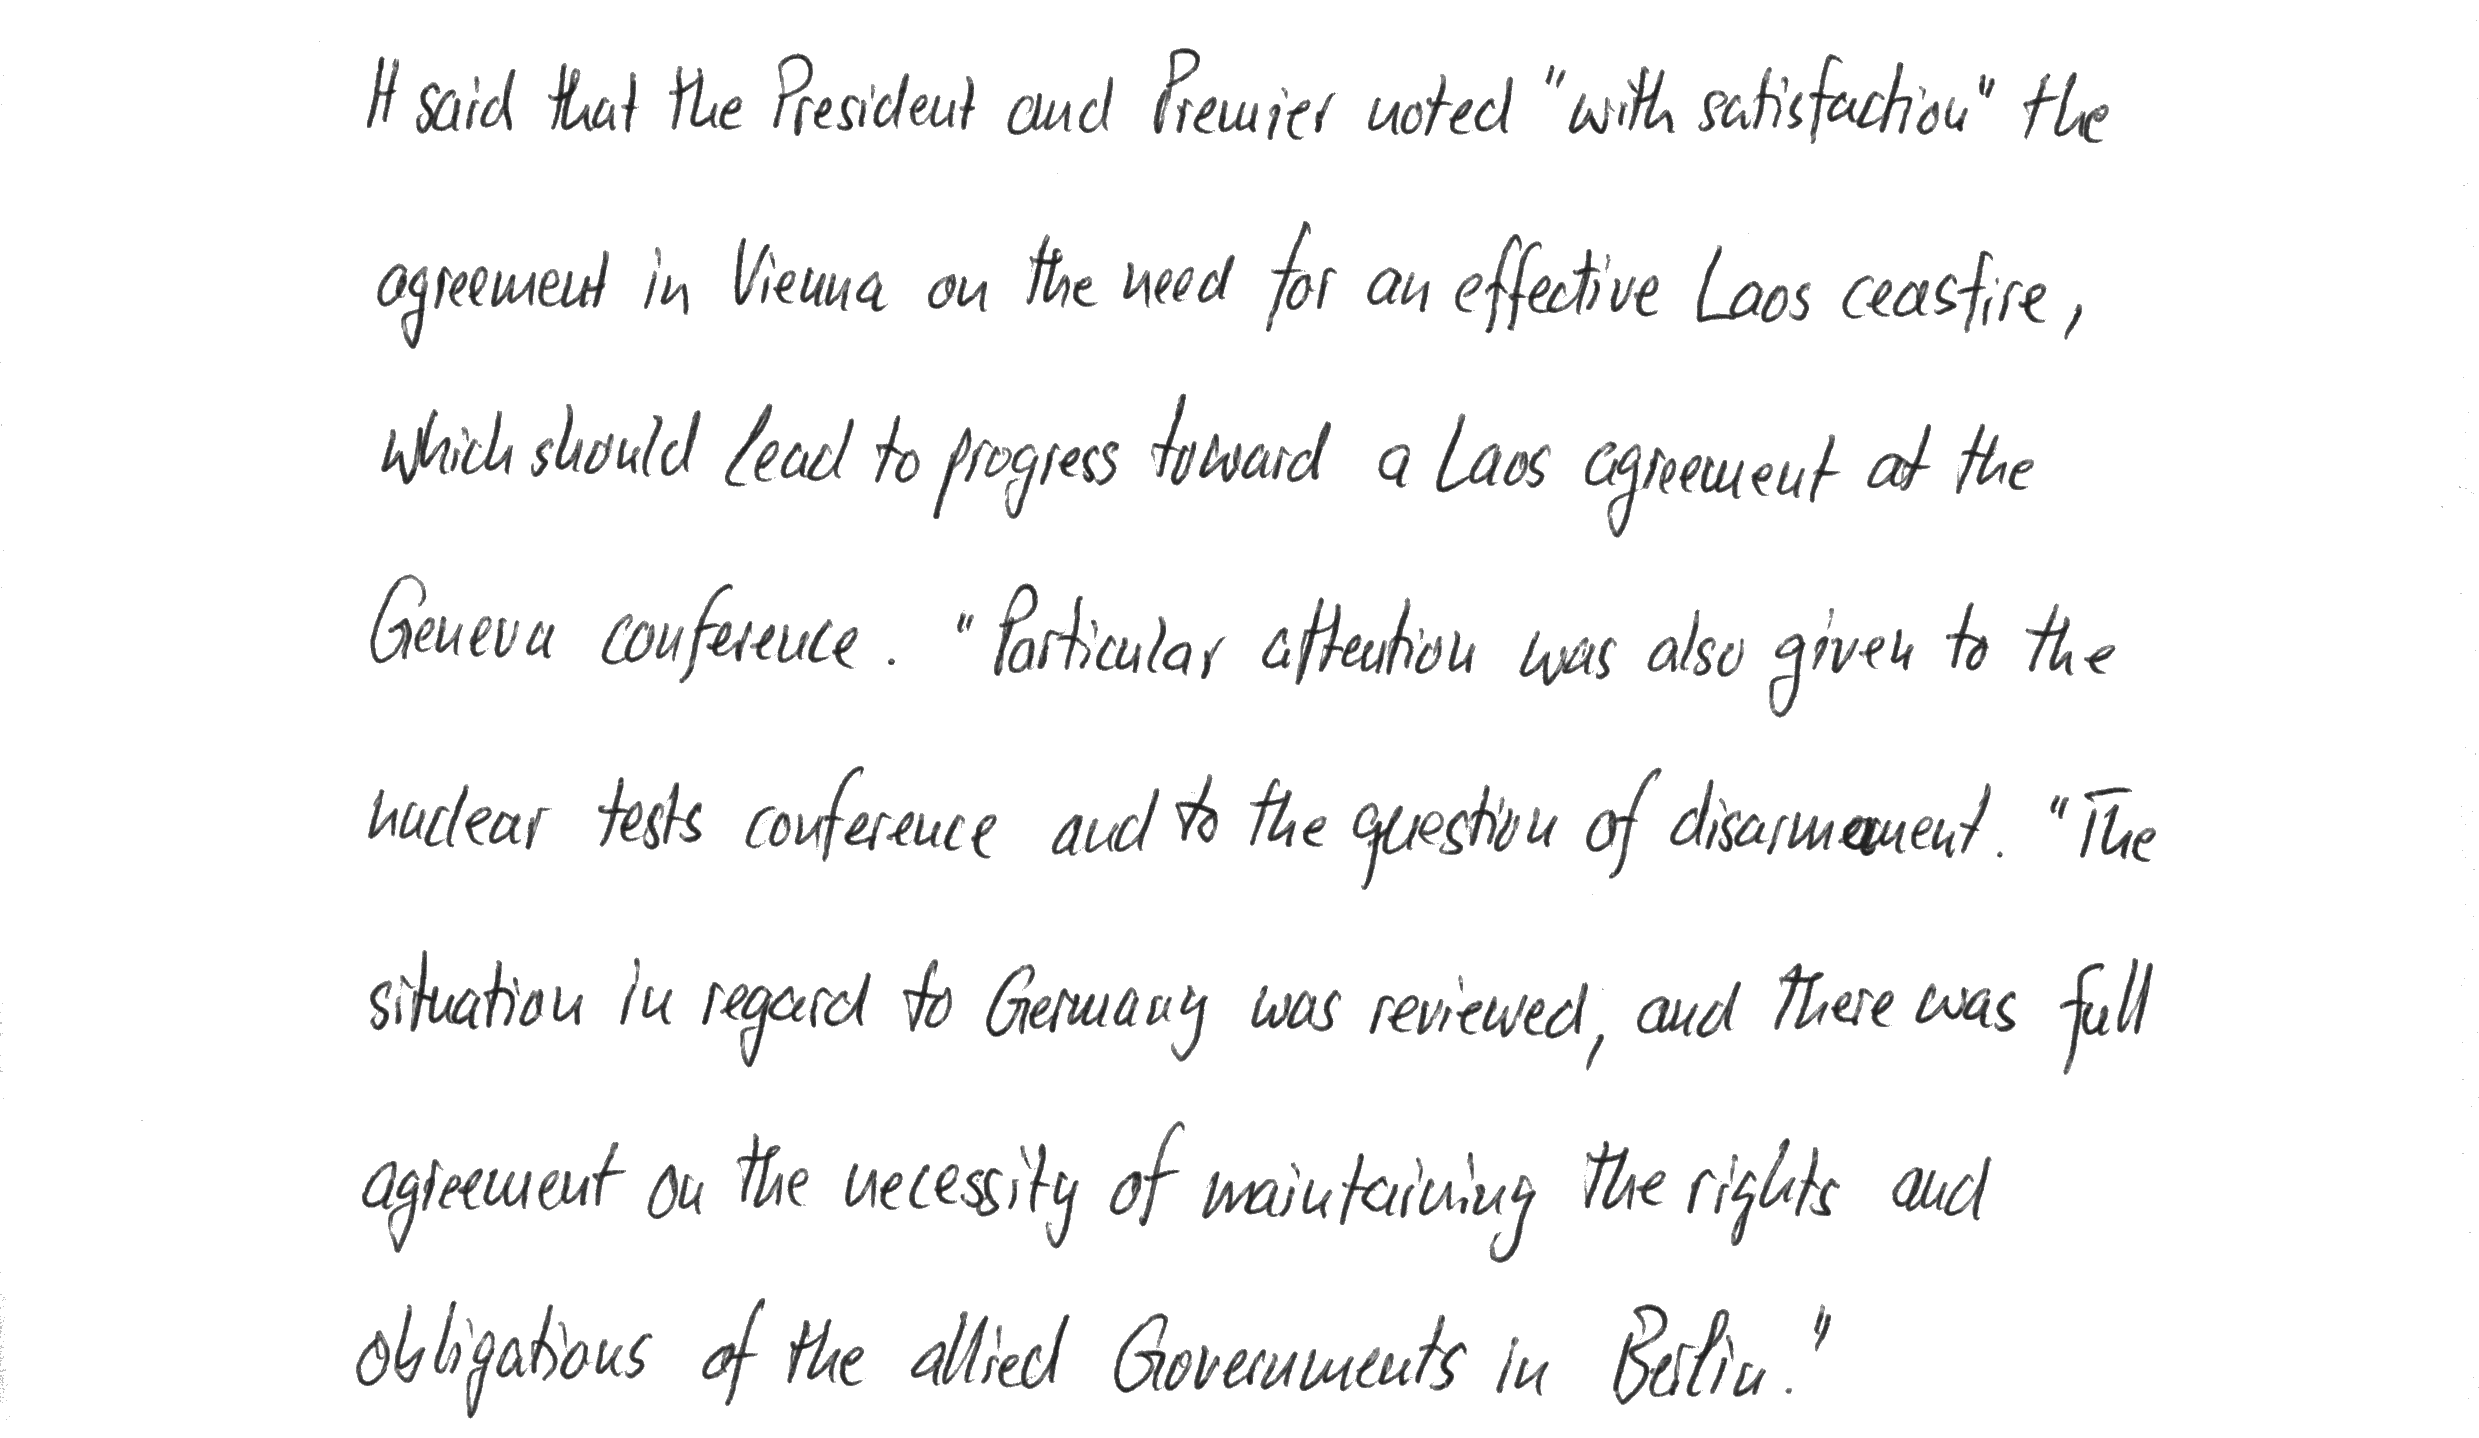 It said that the President and Premier noted "with satisfaction" the
agreement in Vienna on the need for an effective Laos ceasfire,
which should lead to progress toward a Laos agreement at the
Geneva conference. "Particular attention was also given to the
nuclear tests conference and to the question of disarmament. "The
situation in regard to Germany was reviewed, and there was full
agreement on the necessity of maintaining the rights and
obligations of the allied Governments in Berlin."